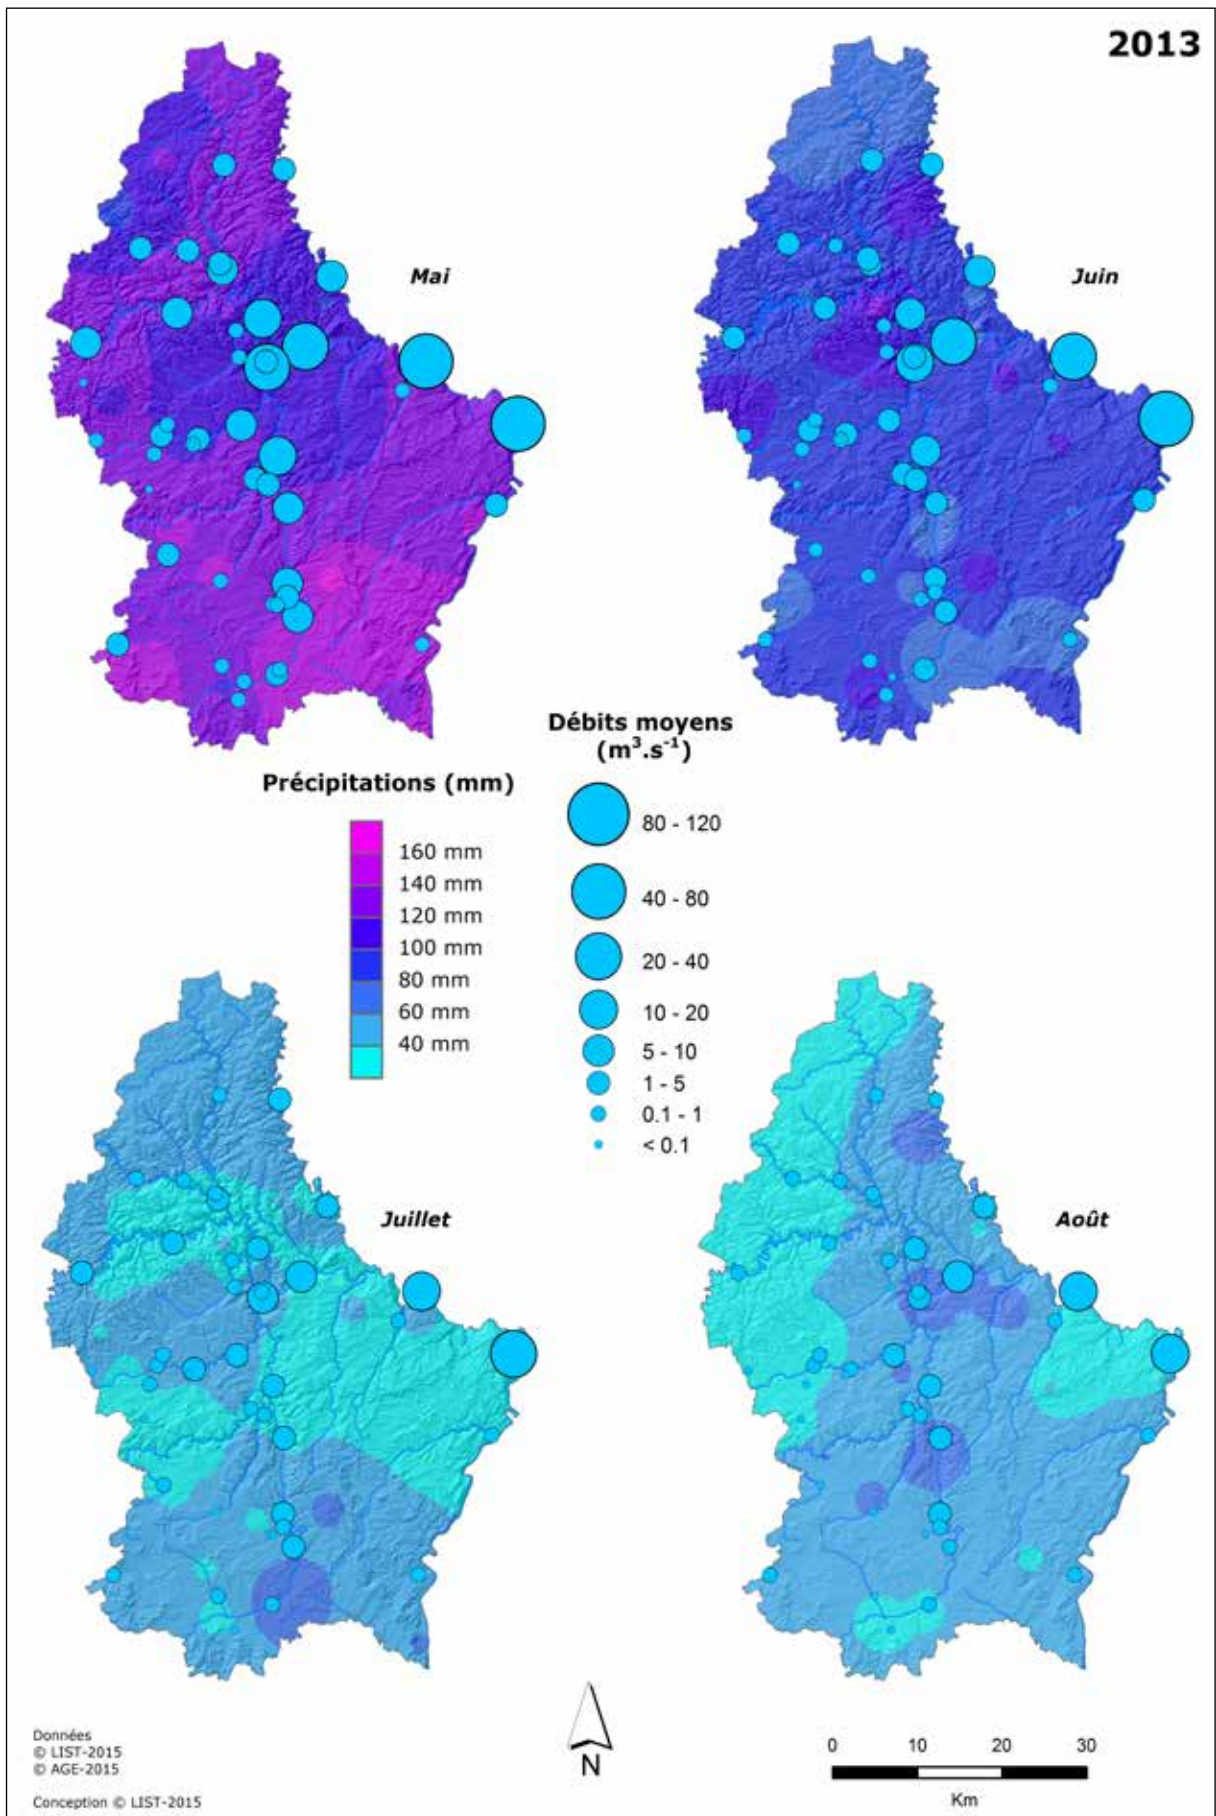 2013
Mai
Juin
Débits moyens
(m³.s⁻¹)
Précipitations (mm)
160 mm
140 mm
120 mm
100 mm
80 mm
60 mm
40 mm
80 - 120
40 - 80
20 - 40
10 - 20
5 - 10
1 - 5
0.1 - 1
< 0.1
Juillet
Août
Données
© LIST-2015
© AGE-2015
Conception © LIST-2015
N
0 10 20 30
Km